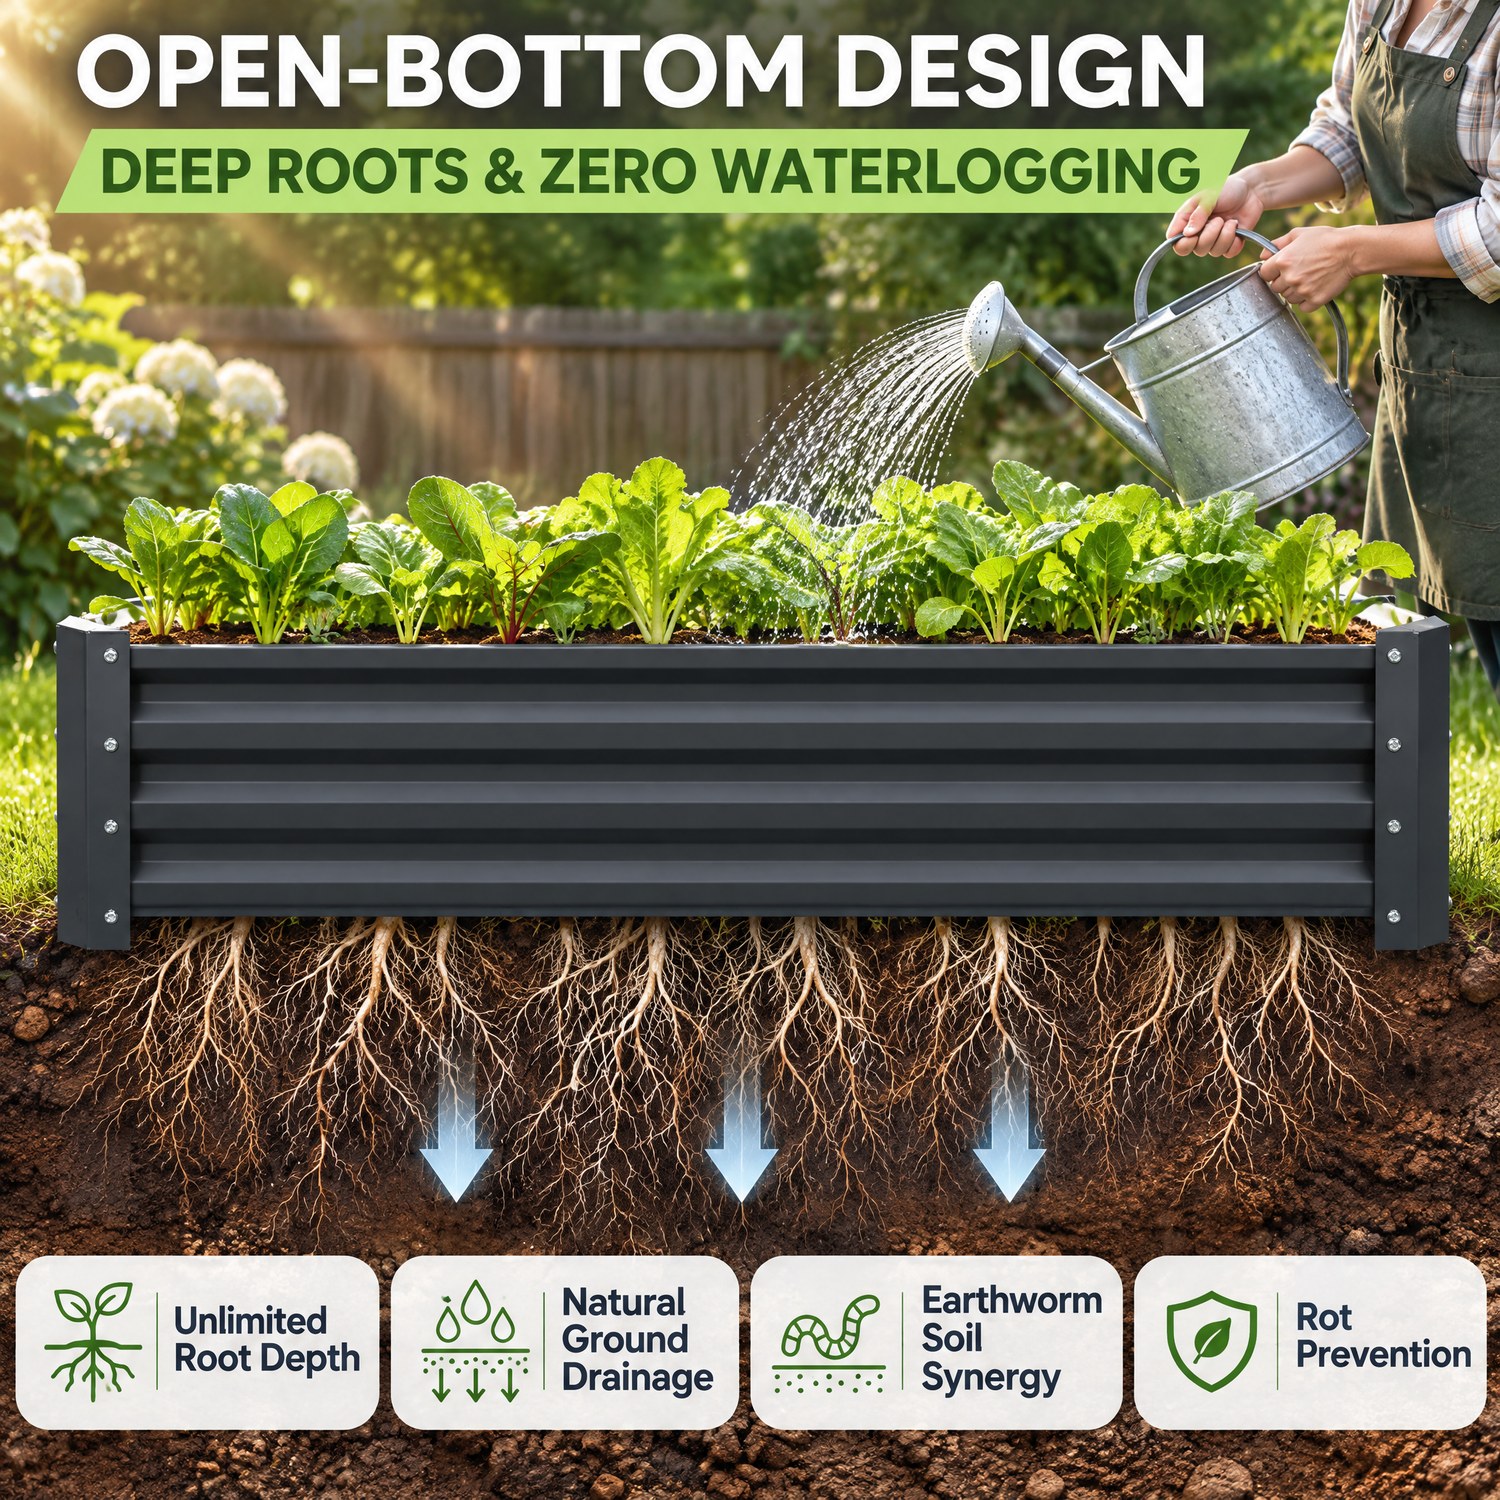 OPEN-BOTTOM DESIGN
DEEP ROOTS & ZERO WATERLOGGING
Unlimited
Root Depth
Natural
Ground
Drainage
Earthworm
Soil
Synergy
Rot
Prevention